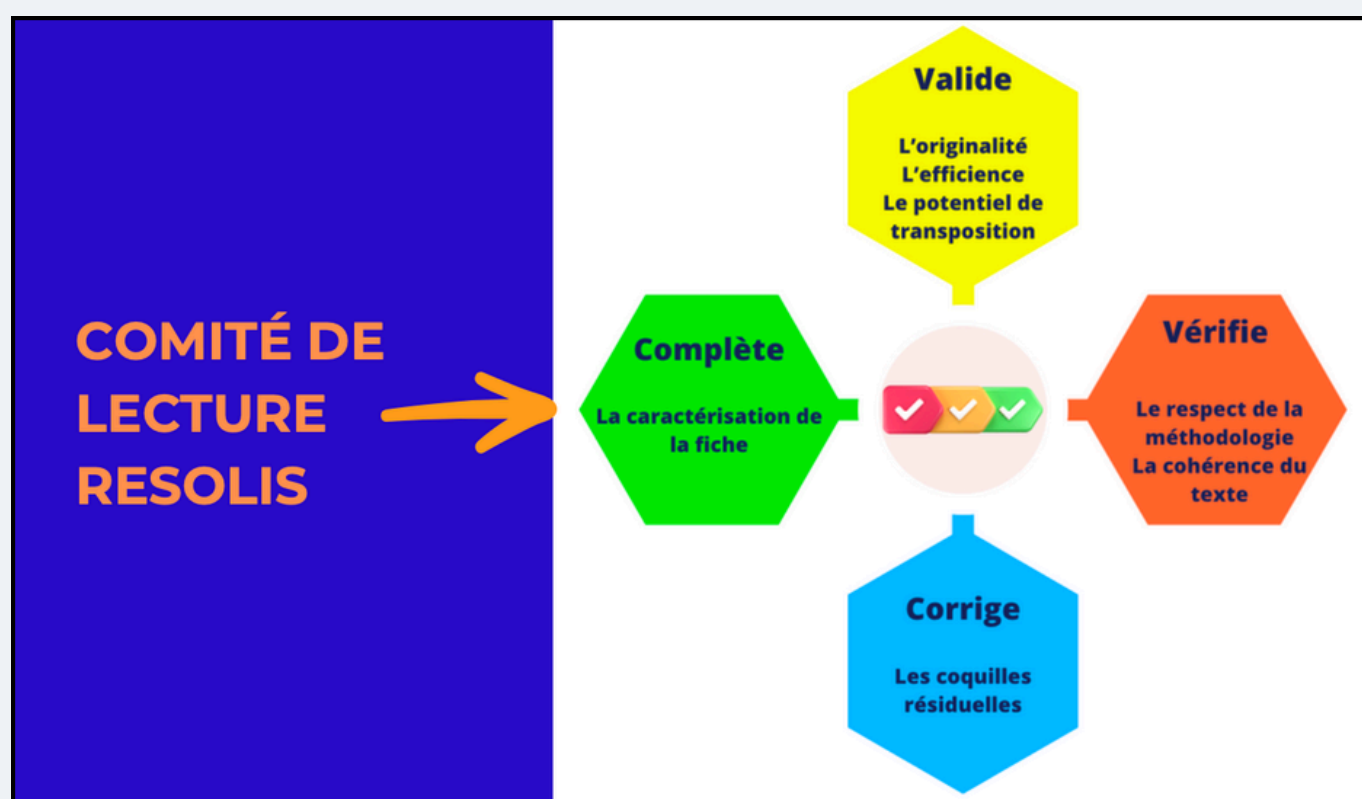 COMITÉ DE
LECTURE
RESOLIS
Valide
L'originalité
L'efficience
Le potentiel de
transposition
Complète
La caractérisation de
la fiche
Vérifie
Le respect de la
méthodologie
La cohérence du
texte
Corrige
Les coquilles
résiduelles